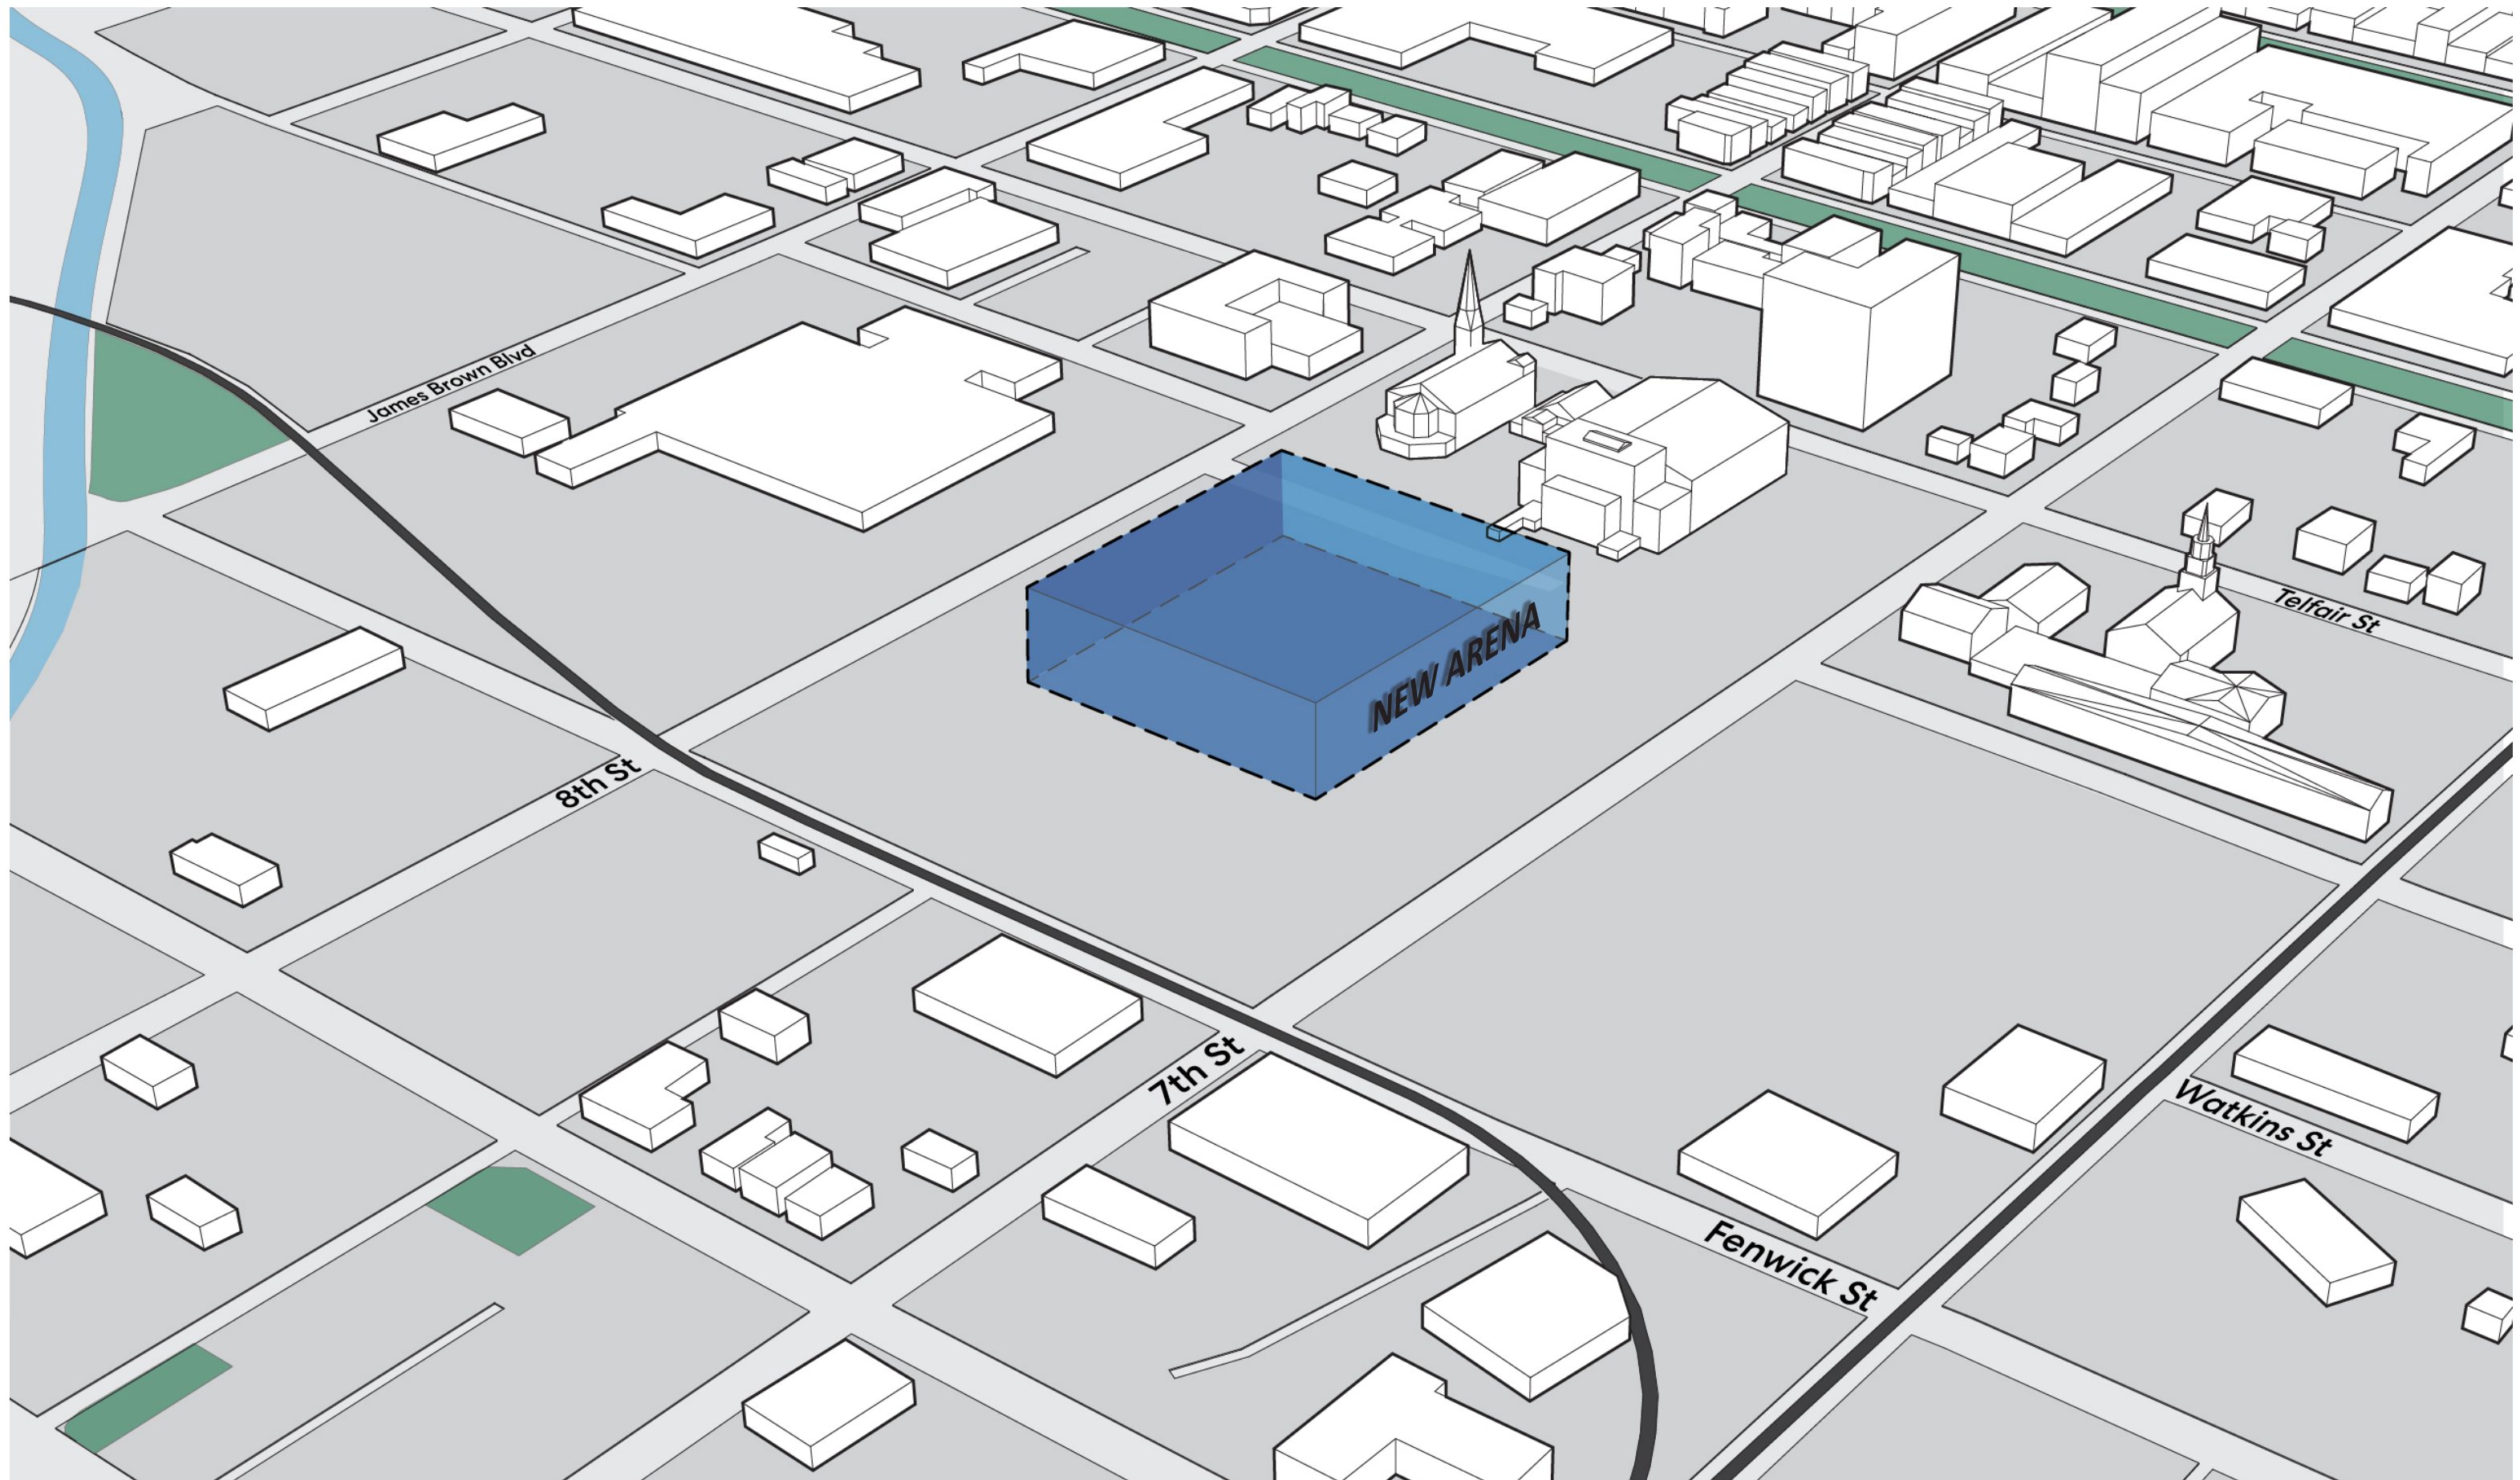 James Brown Blvd
Telfair St
NEW ARENA
8th St
7th St
Watkins St
Fenwick St